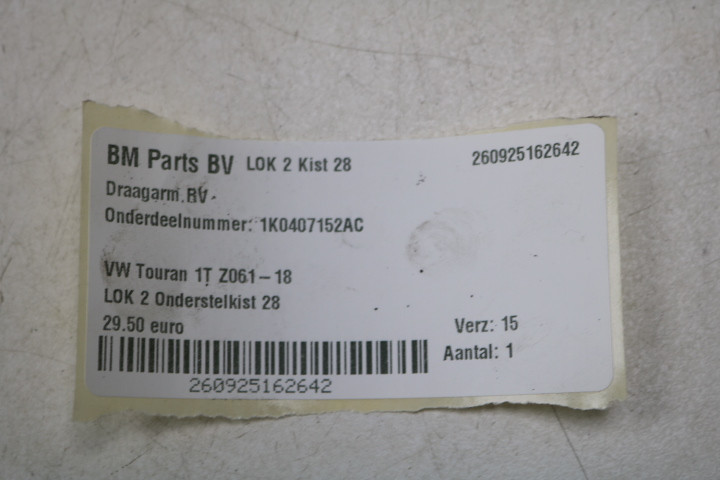 BM Parts BV LOK 2 Kist 28 260925162642
Draagarm RV
Onderdeelnummer: 1K0407152AC
VW Touran 1T Z061-18
LOK 2 Onderstelkist 28
29.50 euro Verz: 15
Aantal: 1
260925162642